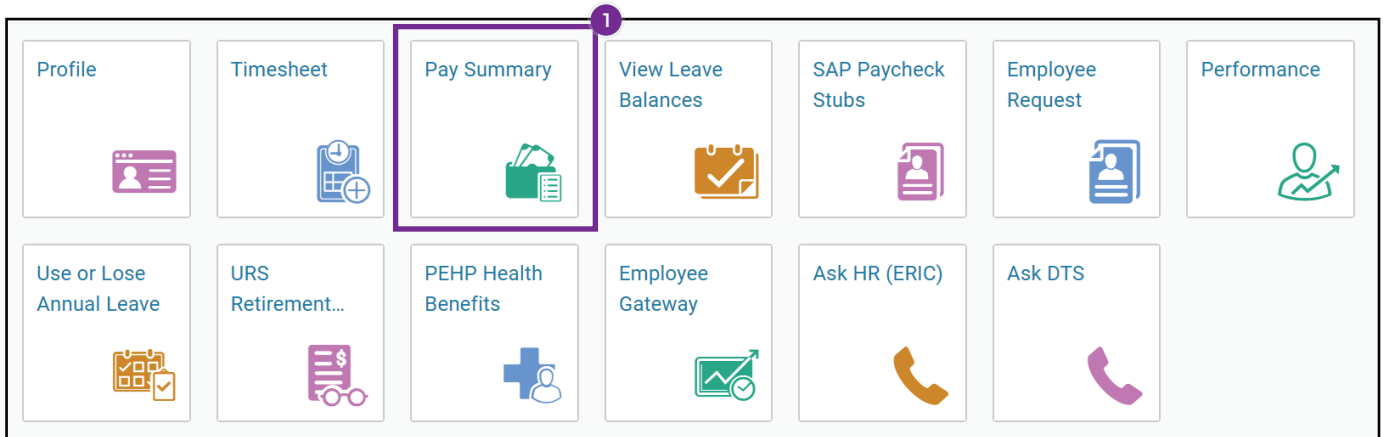 1
Profile
Timesheet
Pay Summary
View Leave
Balances
SAP Paycheck
Stubs
Employee
Request
Performance
Use or Lose
Annual Leave
URS
Retirement...
PEHP Health
Benefits
Employee
Gateway
Ask HR (ERIC)
Ask DTS
$